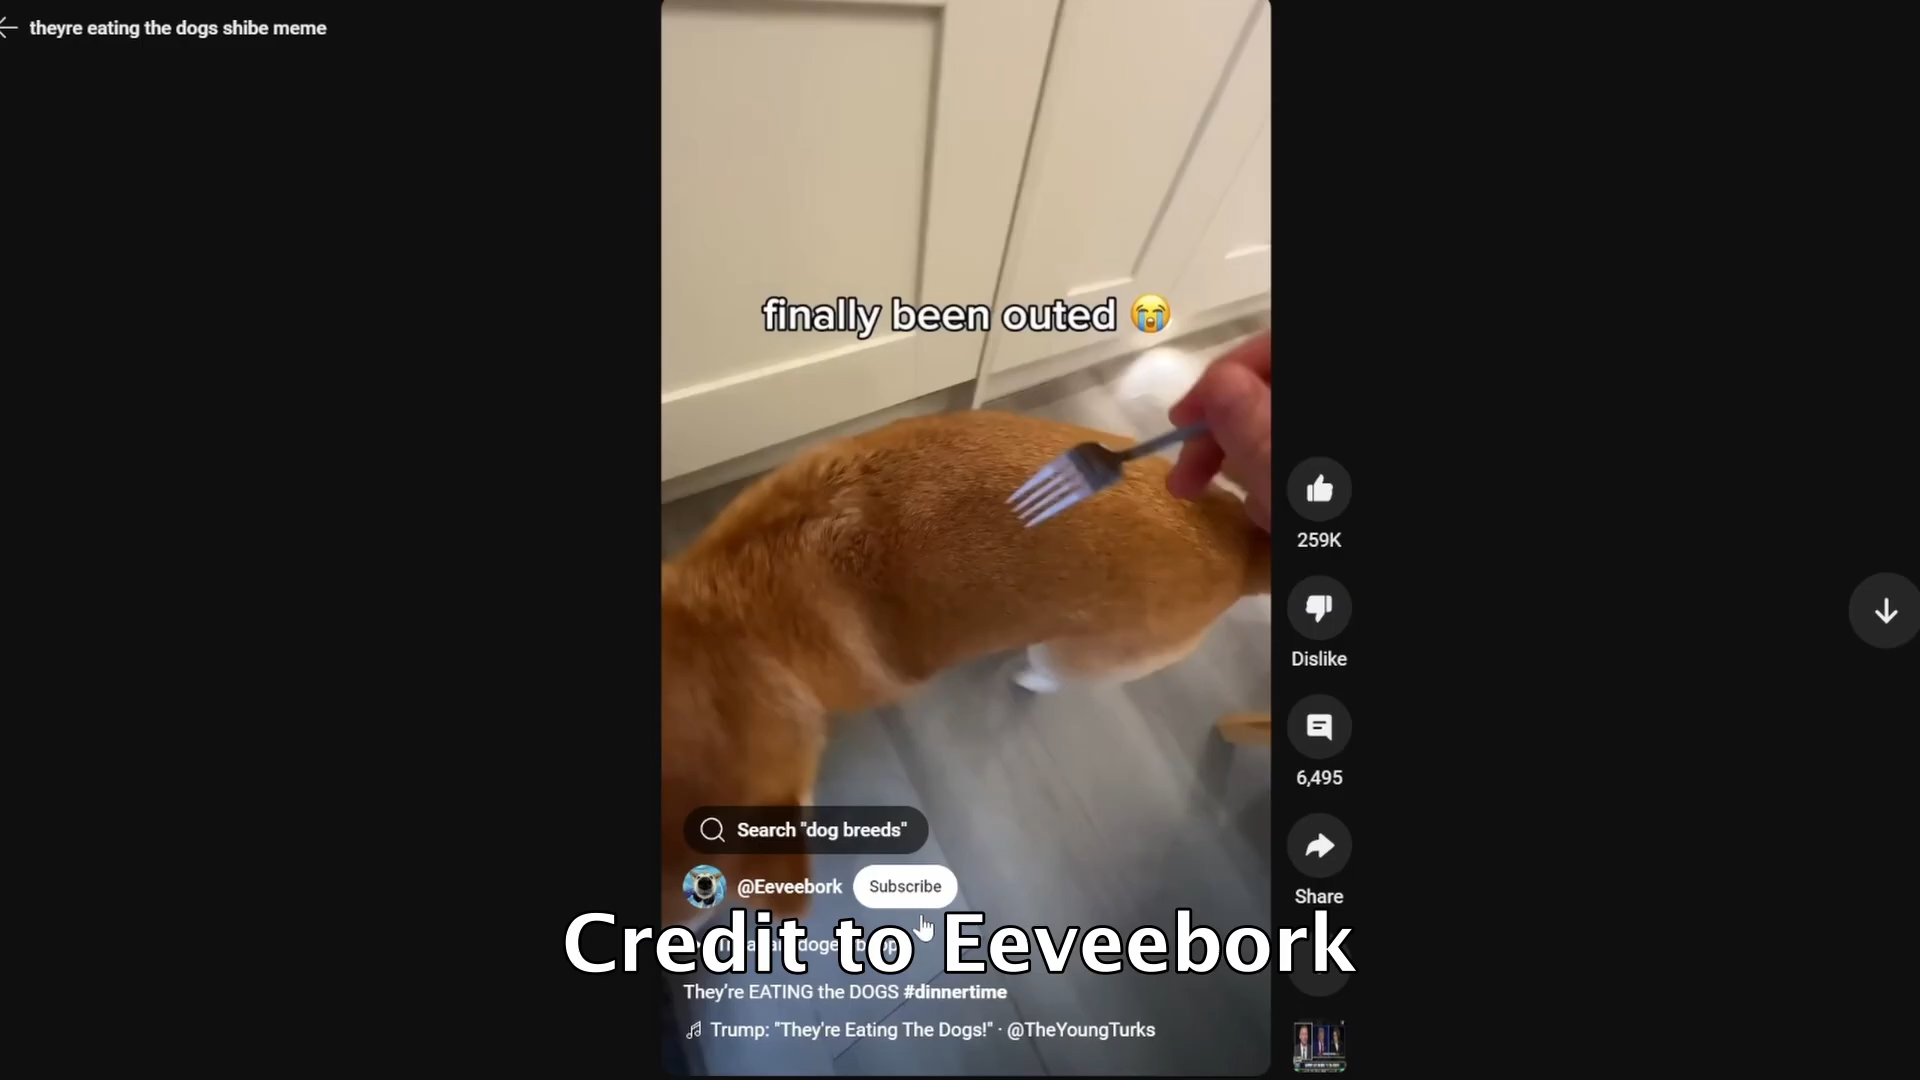 theyre eating the dogs shibe meme
finally been outed 😭
259K
Dislike
6,495
Search "dog breeds"
@Eeveebork
Subscribe
Share
Credit to Eeveebork
They're EATING the DOGS #dinnertime
Trump: "They're Eating The Dogs!" · @TheYoungTurks